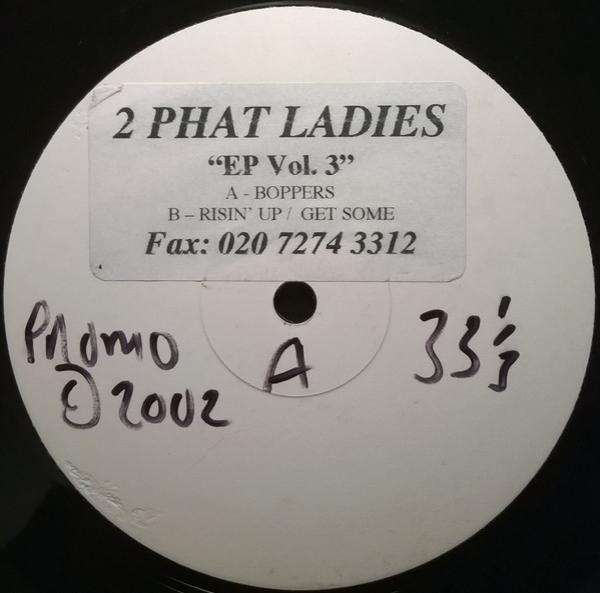 2 PHAT LADIES
“EP Vol. 3”
A - BOPPERS
B – RISIN' UP / GET SOME
Fax: 020 7274 3312
PROMO
A
33⅓
© 2002